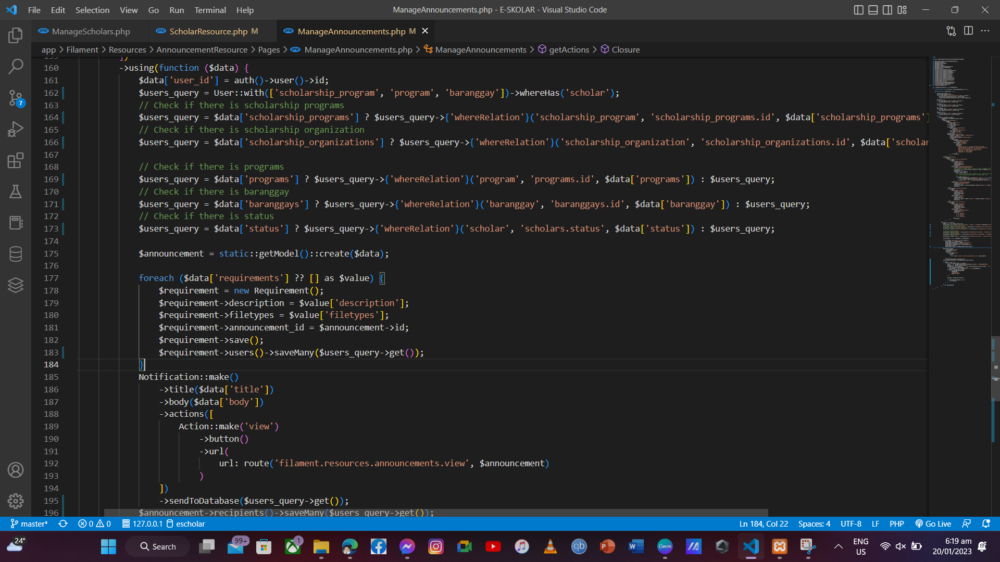 File Edit Selection View Go Run Terminal Help
ManageAnnouncements.php - E-SKOLAR - Visual Studio Code
ManageScholars.php
ScholarResource.php M
ManageAnnouncements.php M
app > Filament > Resources > AnnouncementResource > Pages > ManageAnnouncements.php > ManageAnnouncements > getActions > Closure
160 ->using(function ($data) {
161 $data['user_id'] = auth()->user()->id;
162 $users_query = User::with(['scholarship_program', 'program', 'baranggay'])->whereHas('scholar');
163 // Check if there is scholarship programs
164 $users_query = $data['scholarship_programs'] ? $users_query->{'whereRelation'}('scholarship_program', 'scholarship_programs.id', $data['scholarship_programs']
165 // Check if there is scholarship organization
166 $users_query = $data['scholarship_organizations'] ? $users_query->{'whereRelation'}('scholarship_organization', 'scholarship_organizations.id', $data['scholar
167
168 // Check if there is programs
169 $users_query = $data['programs'] ? $users_query->{'whereRelation'}('program', 'programs.id', $data['programs']) : $users_query;
170 // Check if there is baranggay
171 $users_query = $data['baranggays'] ? $users_query->{'whereRelation'}('baranggay', 'baranggays.id', $data['baranggay']) : $users_query;
172 // Check if there is status
173 $users_query = $data['status'] ? $users_query->{'whereRelation'}('scholar', 'scholars.status', $data['status']) : $users_query;
174
175 $announcement = static::getModel()::create($data);
176
177 foreach ($data['requirements'] ?? [] as $value) {
178 $requirement = new Requirement();
179 $requirement->description = $value['description'];
180 $requirement->filetypes = $value['filetypes'];
181 $requirement->announcement_id = $announcement->id;
182 $requirement->save();
183 $requirement->users()->saveMany($users_query->get());
184 }
185 Notification::make()
186 ->title($data['title'])
187 ->body($data['body'])
188 ->actions([
189 Action::make('view')
190 ->button()
191 ->url(
192 url: route('filament.resources.announcements.view', $announcement)
193 )
194 ])
195 ->sendToDatabase($users_query->get());
196 $announcement->recipients()->saveMany($users_query->get());
7
master* 0 0 127.0.0.1 escholar
Ln 184, Col 22 Spaces: 4 UTF-8 LF PHP Go Live
24°
Search
99+
1
qb
Canva
ENG
US
6:19 am
20/01/2023